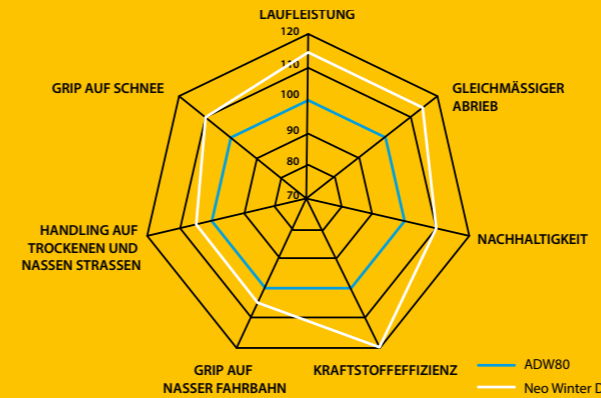 LAUFLEISTUNG
120
110
100
90
80
70
GRIP AUF SCHNEE
GLEICHMÄSSIGER
ABRIEB
HANDLING AUF
TROCKENEN UND
NASSEN STRASSEN
NACHHALTIGKEIT
GRIP AUF
NASSER FAHRBAHN
KRAFTSTOFFEFFIZIENZ
ADW80
Neo Winter D